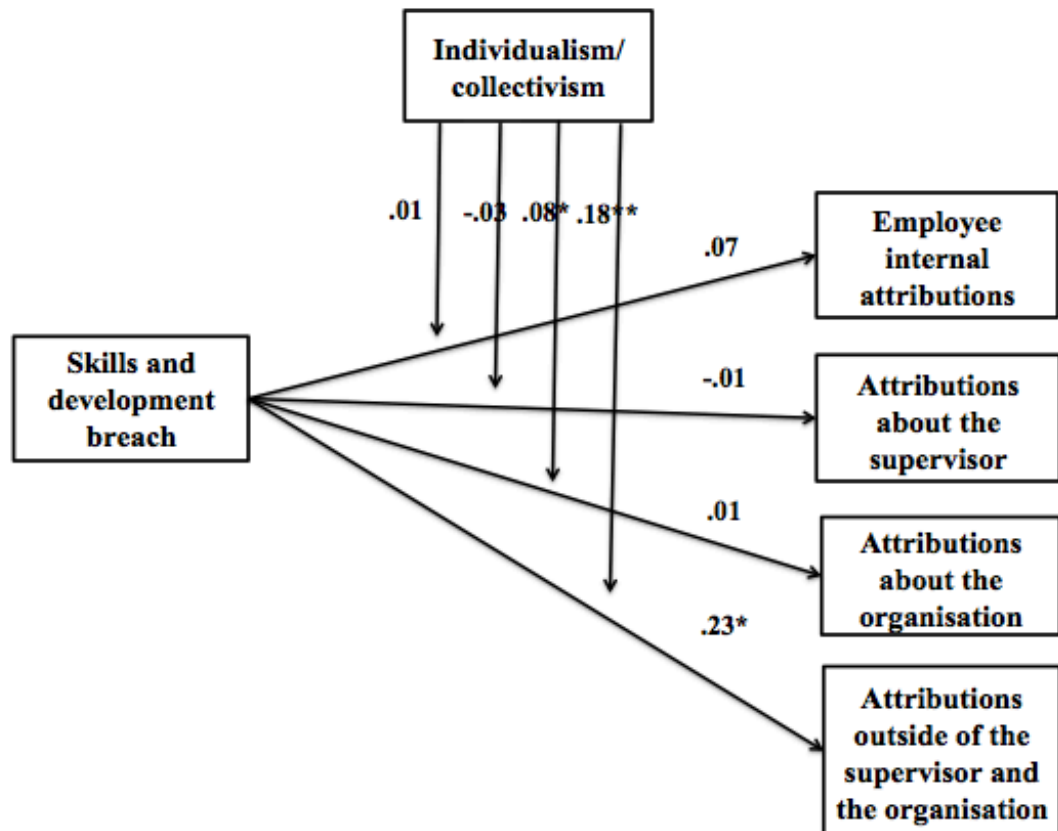 Individualism/
collectivism
.01
-.03
.08*
.18**
.07
Employee
internal
attributions
Skills and
development
breach
-.01
Attributions
about the
supervisor
.01
Attributions
about the
organisation
.23*
Attributions
outside of the
supervisor and
the organisation